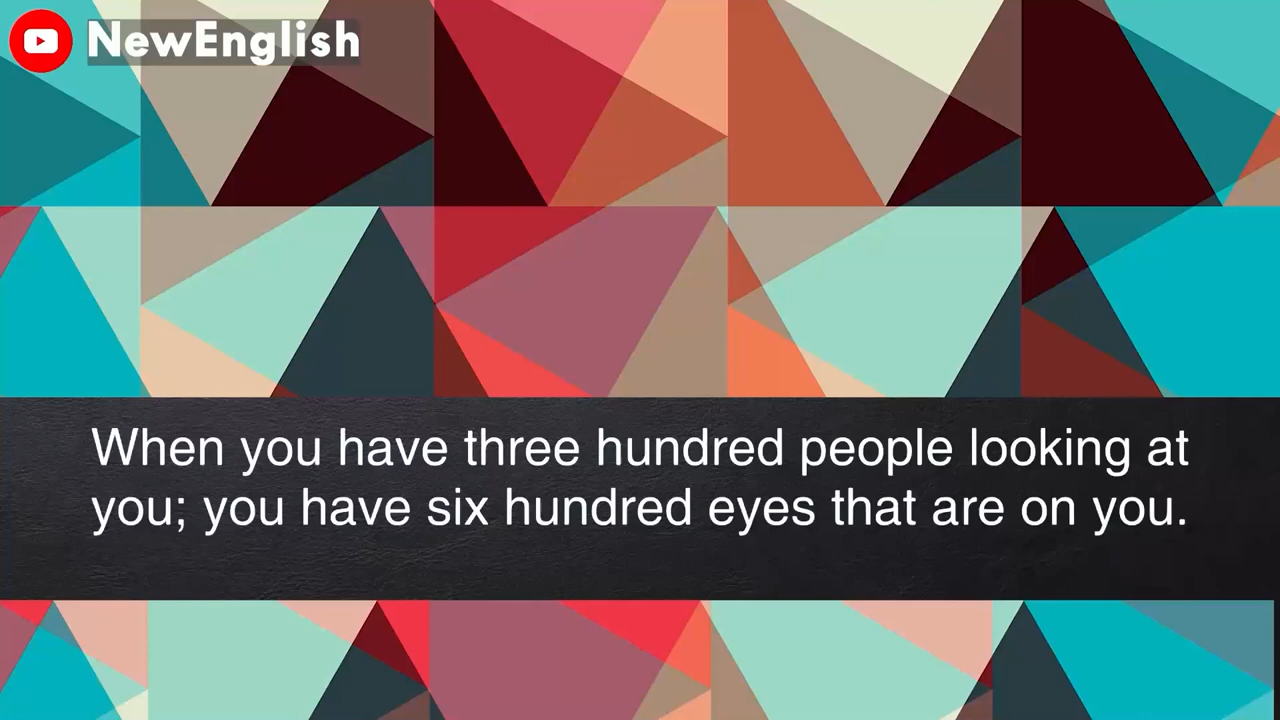 NewEnglish
When you have three hundred people looking at
you; you have six hundred eyes that are on you.